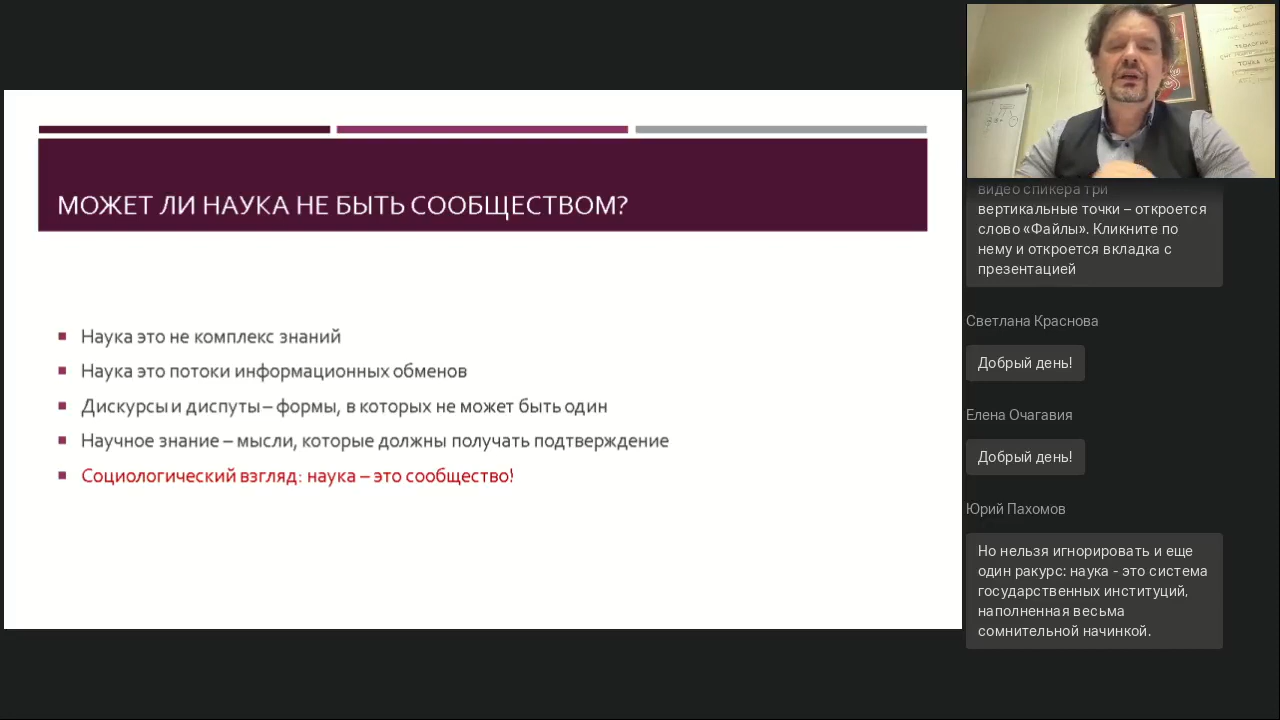 МОЖЕТ ЛИ НАУКА НЕ БЫТЬ СООБЩЕСТВОМ?
Наука это не комплекс знаний
Наука это потоки информационных обменов
Дискурсы и диспуты – формы, в которых не может быть один
Научное знание – мысли, которые должны получать подтверждение
Социологический взгляд: наука – это сообщество!
СПО
видео спикера три
вертикальные точки – откроется
слово «Файлы». Кликните по
нему и откроется вкладка с
презентацией
Светлана Краснова
Добрый день!
Елена Очагавия
Добрый день!
Юрий Пахомов
Но нельзя игнорировать и еще
один ракурс: наука - это система
государственных институций,
наполненная весьма
сомнительной начинкой.